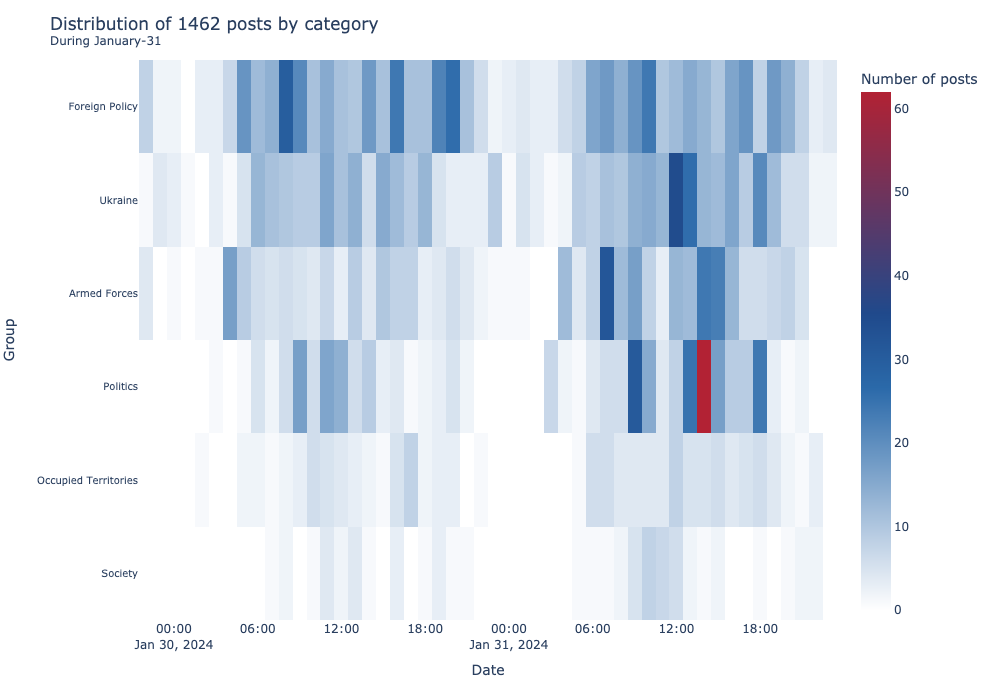 Distribution of 1462 posts by category
During January-31
Number of posts
Foreign Policy
Ukraine
Armed Forces
Politics
Occupied Territories
Society
Group
60
50
40
30
20
10
0
00:00 06:00 12:00 18:00 00:00 06:00 12:00 18:00
Jan 30, 2024 Jan 31, 2024
Date